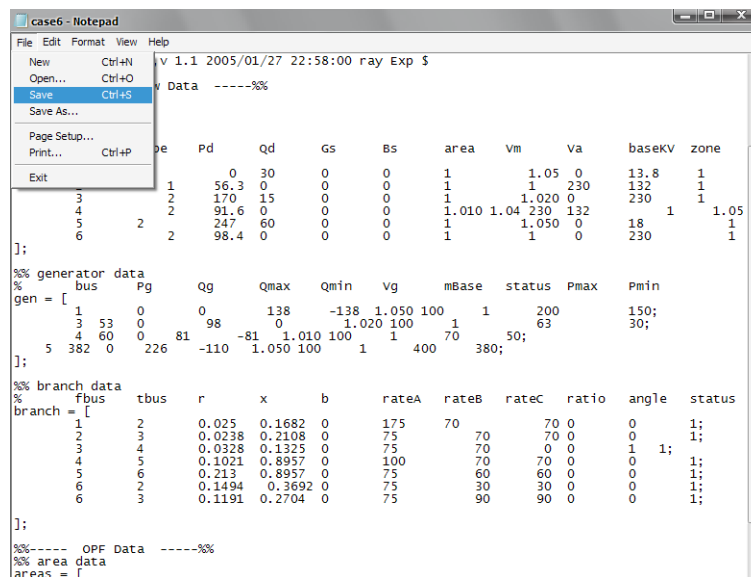 case6 - Notepad
File Edit Format View Help
New Ctrl+N
Open... Ctrl+O
Save Ctrl+S
Save As...
Page Setup...
Print... Ctrl+P
Exit
v 1.1 2005/01/27 22:58:00 ray Exp $
Data -----%%
Pd Qd Gs Bs area Vm Va baseKV zone
0 30 0 0 1 1.05 0 13.8 1
1 56.3 0 0 0 1 1 230 132 1
3 2 170 15 0 0 1 1.020 0 230 1
4 2 91.6 0 0 0 1.010 1.04 230 132 1 1.05
5 2 247 60 0 0 1 1.050 0 18 1
6 2 98.4 0 0 0 1 1 0 230 1
];
%% generator data
% bus Pg Qg Qmax Qmin Vg mBase status Pmax Pmin
gen = [
1 0 0 138 -138 1.050 100 1 200 150;
3 53 0 98 0 1.020 100 1 63 30;
4 60 0 81 -81 1.010 100 1 70 50;
5 382 0 226 -110 1.050 100 1 400 380;
];
%% branch data
% fbus tbus r x b rateA rateB rateC ratio angle status
branch = [
1 2 0.025 0.1682 0 175 70 70 0 0 1;
2 3 0.0238 0.2108 0 75 70 70 0 0 1;
3 4 0.0328 0.1325 0 75 70 0 0 1 1;
4 5 0.1021 0.8957 0 100 70 70 0 0 1;
5 6 0.213 0.8957 0 75 60 60 0 0 1;
6 2 0.1494 0.3692 0 75 30 30 0 0 1;
6 3 0.1191 0.2704 0 75 90 90 0 0 1;
];
%%----- OPF Data -----%%
%% area data
areas = [